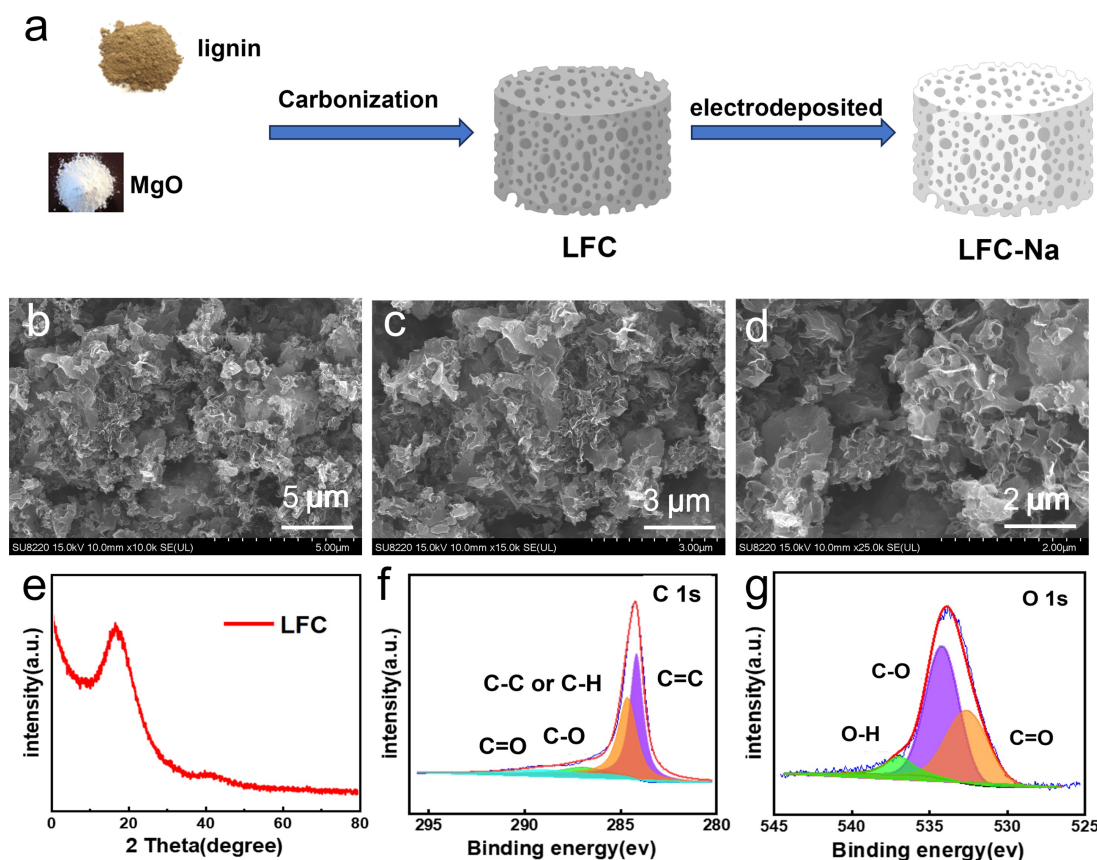 a
lignin
MgO
Carbonization
LFC
electrodeposited
LFC-Na
b
5 μm
SU8220 15.0kV 10.0mm x10.0k SE(UL) 5.00μm
c
3 μm
SU8220 15.0kV 10.0mm x15.0k SE(UL) 3.00μm
d
2 μm
SU8220 15.0kV 10.0mm x25.0k SE(UL) 2.00μm
e
LFC
intensity(a.u.)
0 20 40 60 80
2 Theta(degree)
f
C 1s
C-C or C-H
C=C
C-O
C=O
intensity(a.u.)
295 290 285 280
Binding energy(ev)
g
O 1s
C-O
O-H
C=O
intensity(a.u.)
545 540 535 530 525
Binding energy(ev)